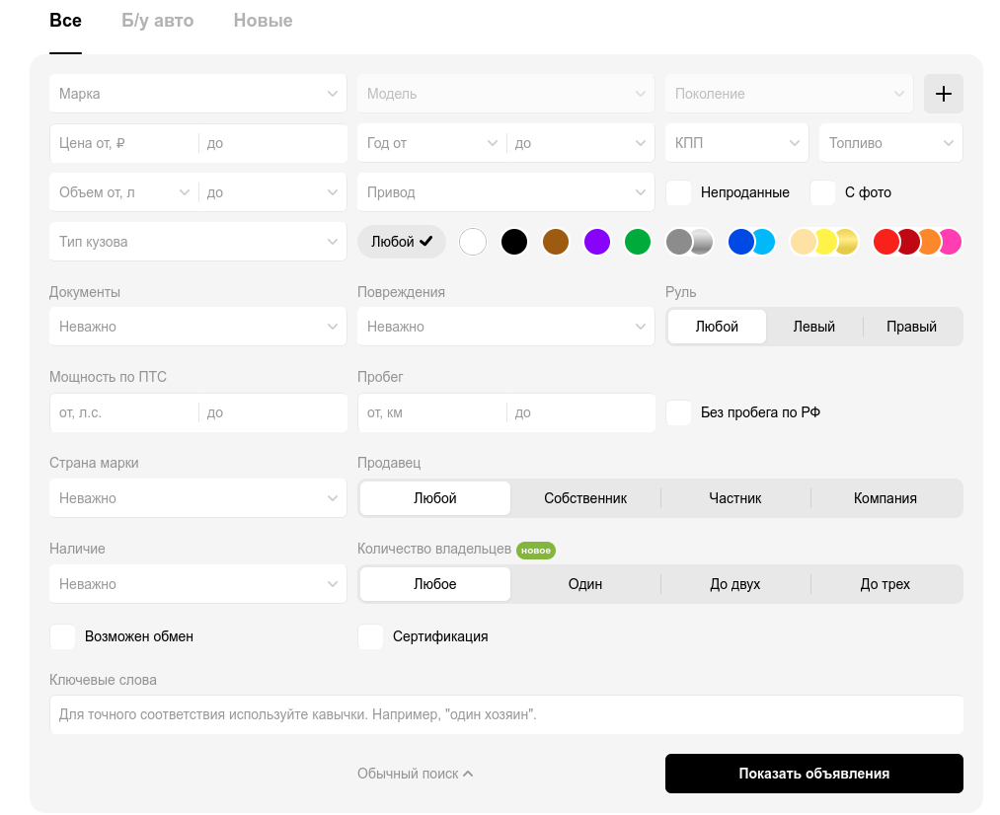 Все Б/у авто Новые
Марка Модель Поколение
Цена от, ₽ до Год от до КПП Топливо
Объем от, л до Привод Непроданные С фото
Тип кузова Любой
Документы Повреждения Руль
Неважно Неважно Любой Левый Правый
Мощность по ПТС Пробег
от, л.с. до от, км до Без пробега по РФ
Страна марки Продавец
Неважно Любой Собственник Частник Компания
Наличие Количество владельцев новое
Неважно Любое Один До двух До трех
Возможен обмен Сертификация
Ключевые слова
Для точного соответствия используйте кавычки. Например, "один хозяин".
Обычный поиск Показать объявления